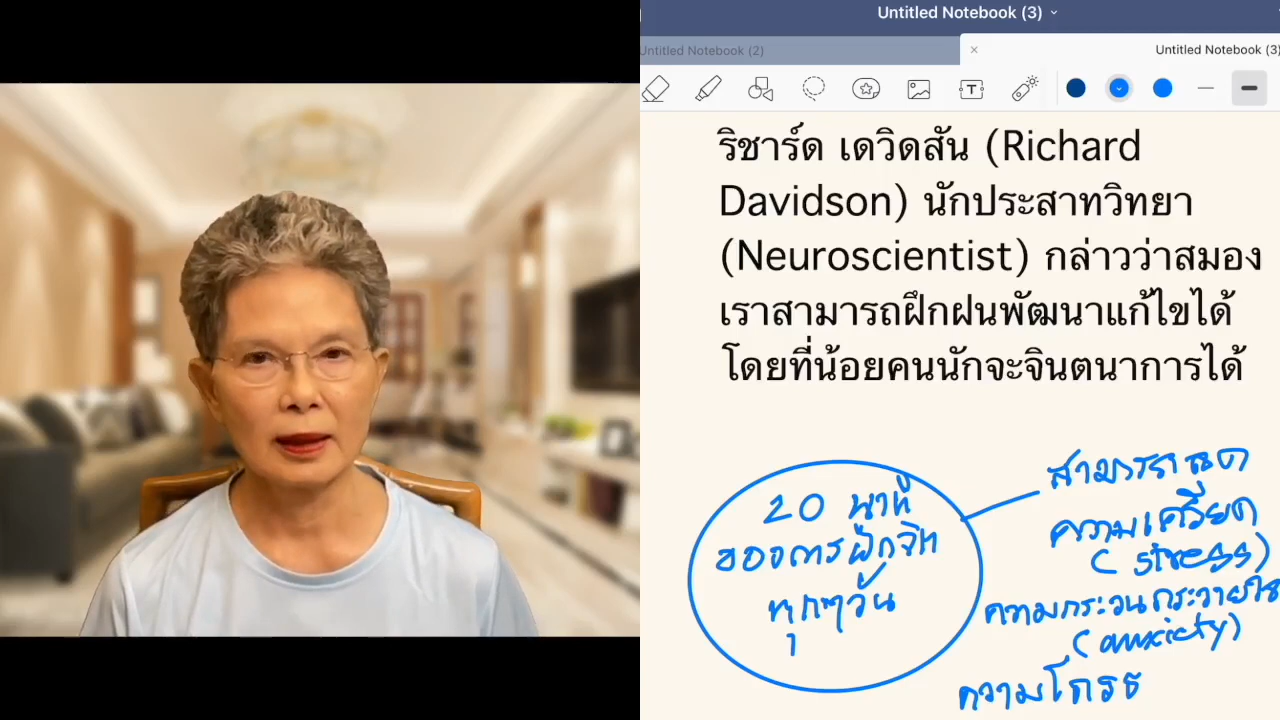 Untitled Notebook (3)
Untitled Notebook (2)
Untitled Notebook (3)
T
ริชาร์ด เดวิดสัน (Richard
Davidson) นักประสาทวิทยา
(Neuroscientist) กล่าวว่าสมอง
เราสามารถฝึกฝนพัฒนาแก้ไขได้
โดยที่น้อยคนนักจะจินตนาการได้
20 นาที
ของการฝึกจิต
ทุกๆวัน
สามารถลด
ความเครียด
(stress)
ความกระวนกระวายใจ
(anxiety)
ความโกรธ